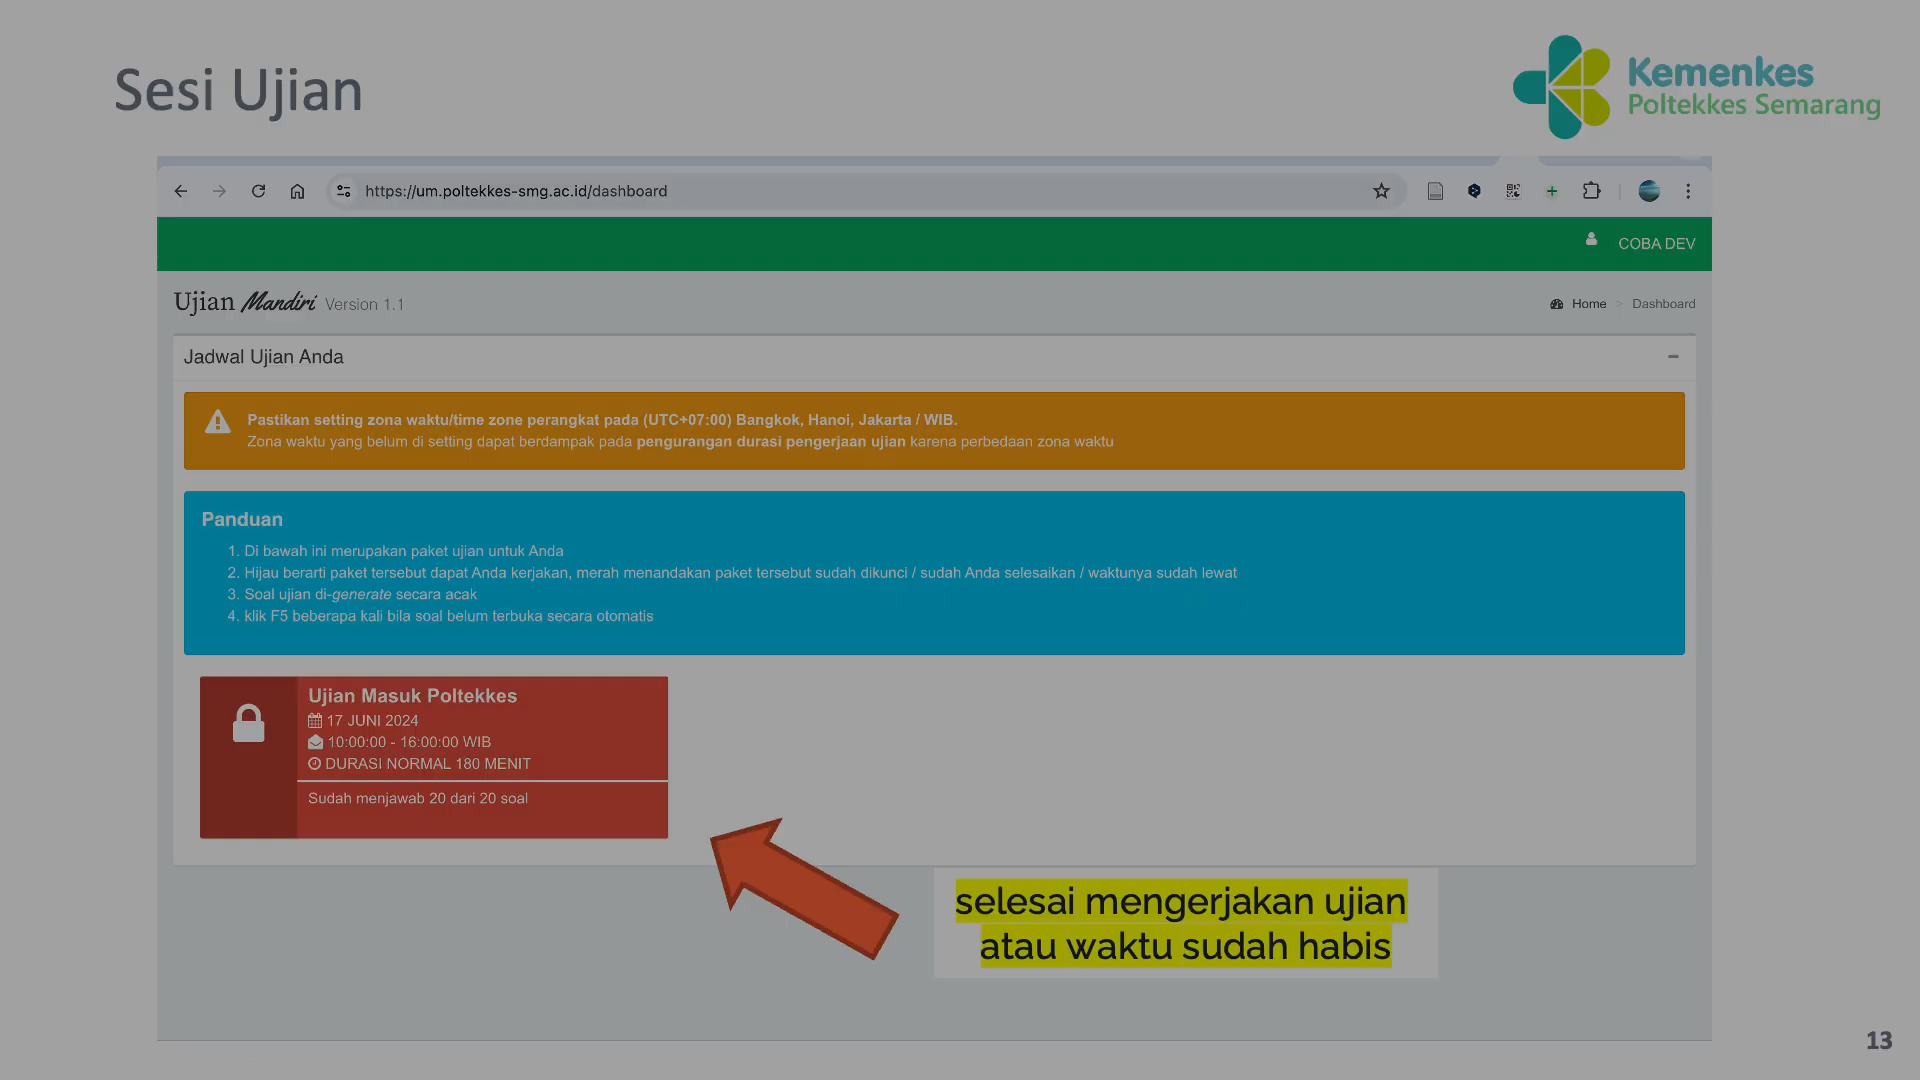 Sesi Ujian
Kemenkes
Poltekkes Semarang
https://um.poltekkes-smg.ac.id/dashboard
COBA DEV
Ujian Mandiri Version 1.1
Home > Dashboard
Jadwal Ujian Anda
Pastikan setting zona waktu/time zone perangkat pada (UTC+07:00) Bangkok, Hanoi, Jakarta / WIB.
Zona waktu yang belum di setting dapat berdampak pada pengurangan durasi pengerjaan ujian karena perbedaan zona waktu
Panduan
1. Di bawah ini merupakan paket ujian untuk Anda
2. Hijau berarti paket tersebut dapat Anda kerjakan, merah menandakan paket tersebut sudah dikunci / sudah Anda selesaikan / waktunya sudah lewat
3. Soal ujian di-generate secara acak
4. klik F5 beberapa kali bila soal belum terbuka secara otomatis
Ujian Masuk Poltekkes
17 JUNI 2024
10:00:00 - 16:00:00 WIB
DURASI NORMAL 180 MENIT
Sudah menjawab 20 dari 20 soal
selesai mengerjakan ujian
atau waktu sudah habis
13